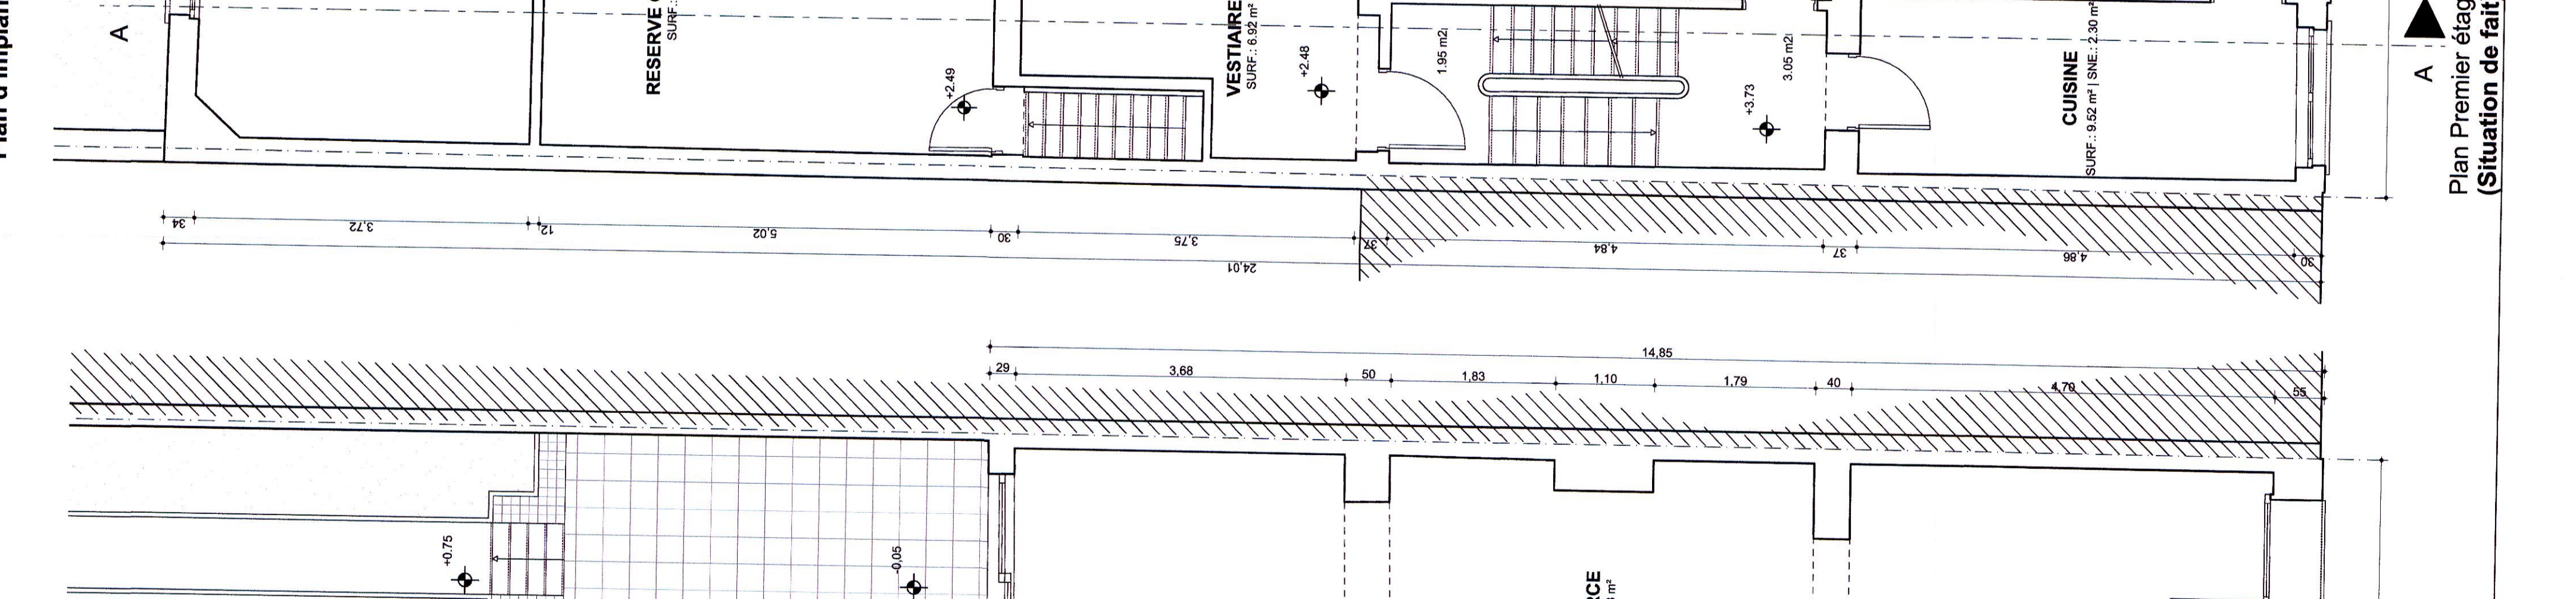 A
RESERVE
SURF.:
+2.49
VESTIAIRE
SURF.: 6.92 m²
+2.48
1.95 m2
+3.73
3.05 m2
CUISINE
SURF.: 9.52 m² | SNE.: 2.30 m²
A
Plan Premier étag
(Situation de fait
34
3,72
12
5,02
30
3,75
37
4,84
37
4,86
30
24,01
14,85
29
3,68
50
1,83
1,10
1,79
40
4,70
55
+0.75
-0,05
RCE
m²